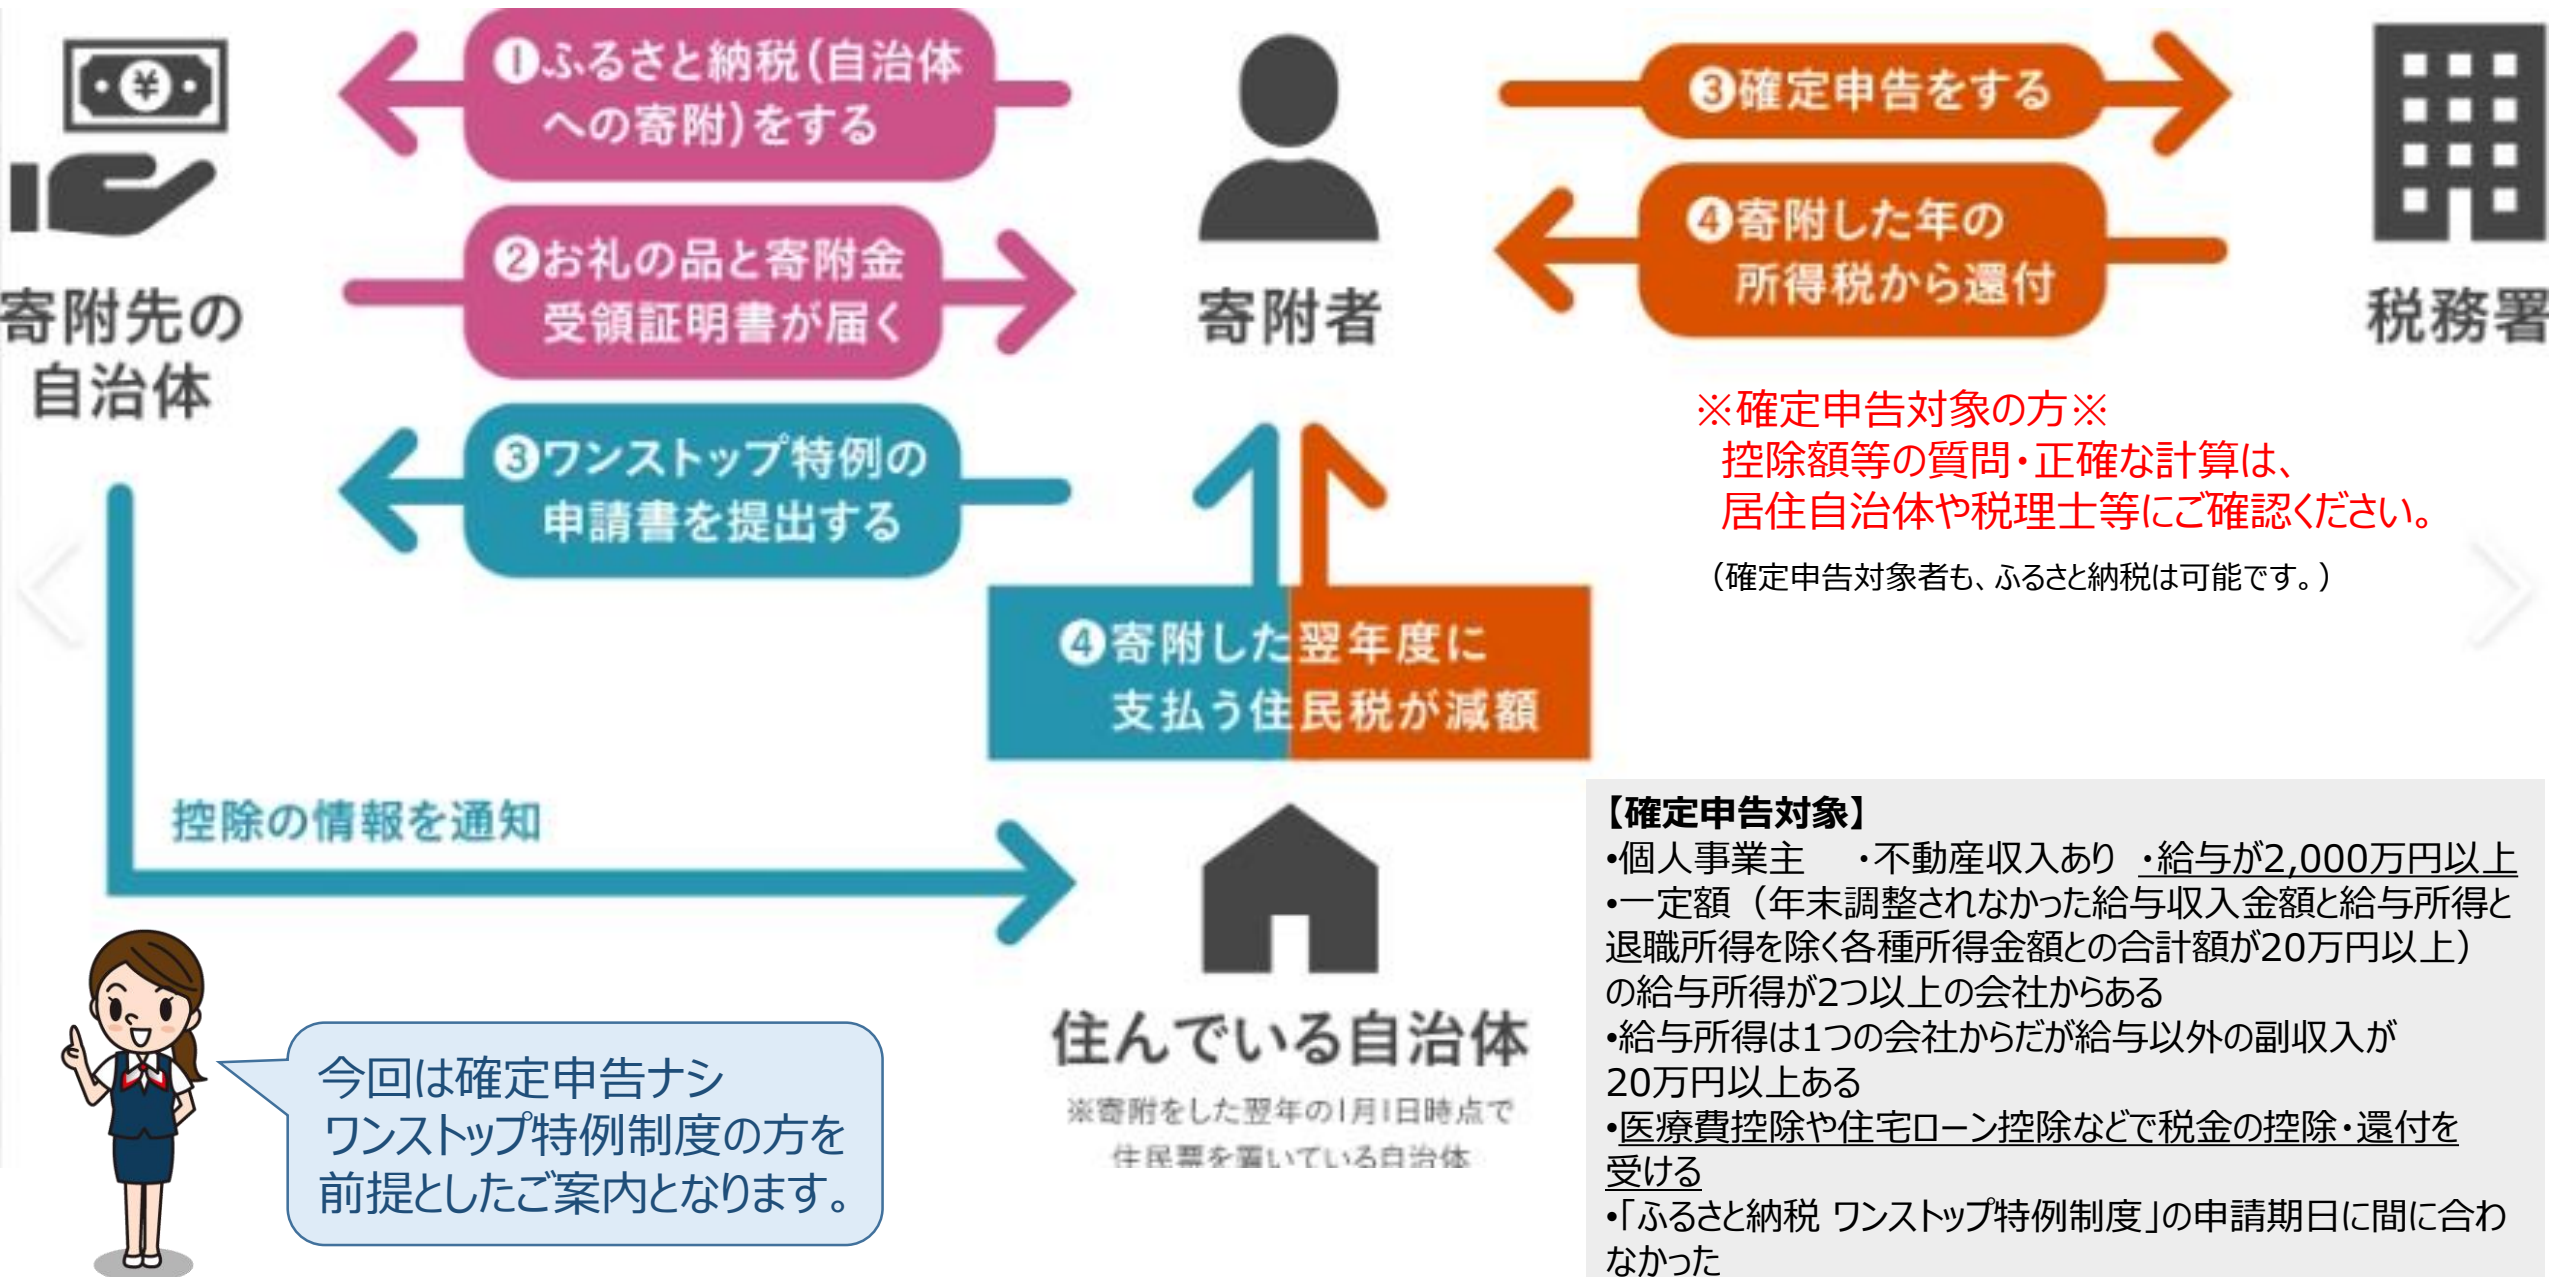 ❶ふるさと納税(自治体
への寄附)をする
❷お礼の品と寄附金
受領証明書が届く
❸ワンストップ特例の
申請書を提出する
寄附先の
自治体
寄附者
❸確定申告をする
❹寄附した年の
所得税から還付
税務署
※確定申告対象の方※
控除額等の質問・正確な計算は、
居住自治体や税理士等にご確認ください。
（確定申告対象者も、ふるさと納税は可能です。）
❹寄附した翌年度に
支払う住民税が減額
控除の情報を通知
住んでいる自治体
※寄附をした翌年の1月1日時点で
住民票を置いている自治体
今回は確定申告ナシ
ワンストップ特例制度の方を
前提としたご案内となります。
【確定申告対象】
•個人事業主　・不動産収入あり ・給与が2,000万円以上
•一定額（年末調整されなかった給与収入金額と給与所得と
退職所得を除く各種所得金額との合計額が20万円以上）
の給与所得が2つ以上の会社からある
•給与所得は1つの会社からだが給与以外の副収入が
20万円以上ある
•医療費控除や住宅ローン控除などで税金の控除・還付を
受ける
•「ふるさと納税 ワンストップ特例制度」の申請期日に間に合わ
なかった